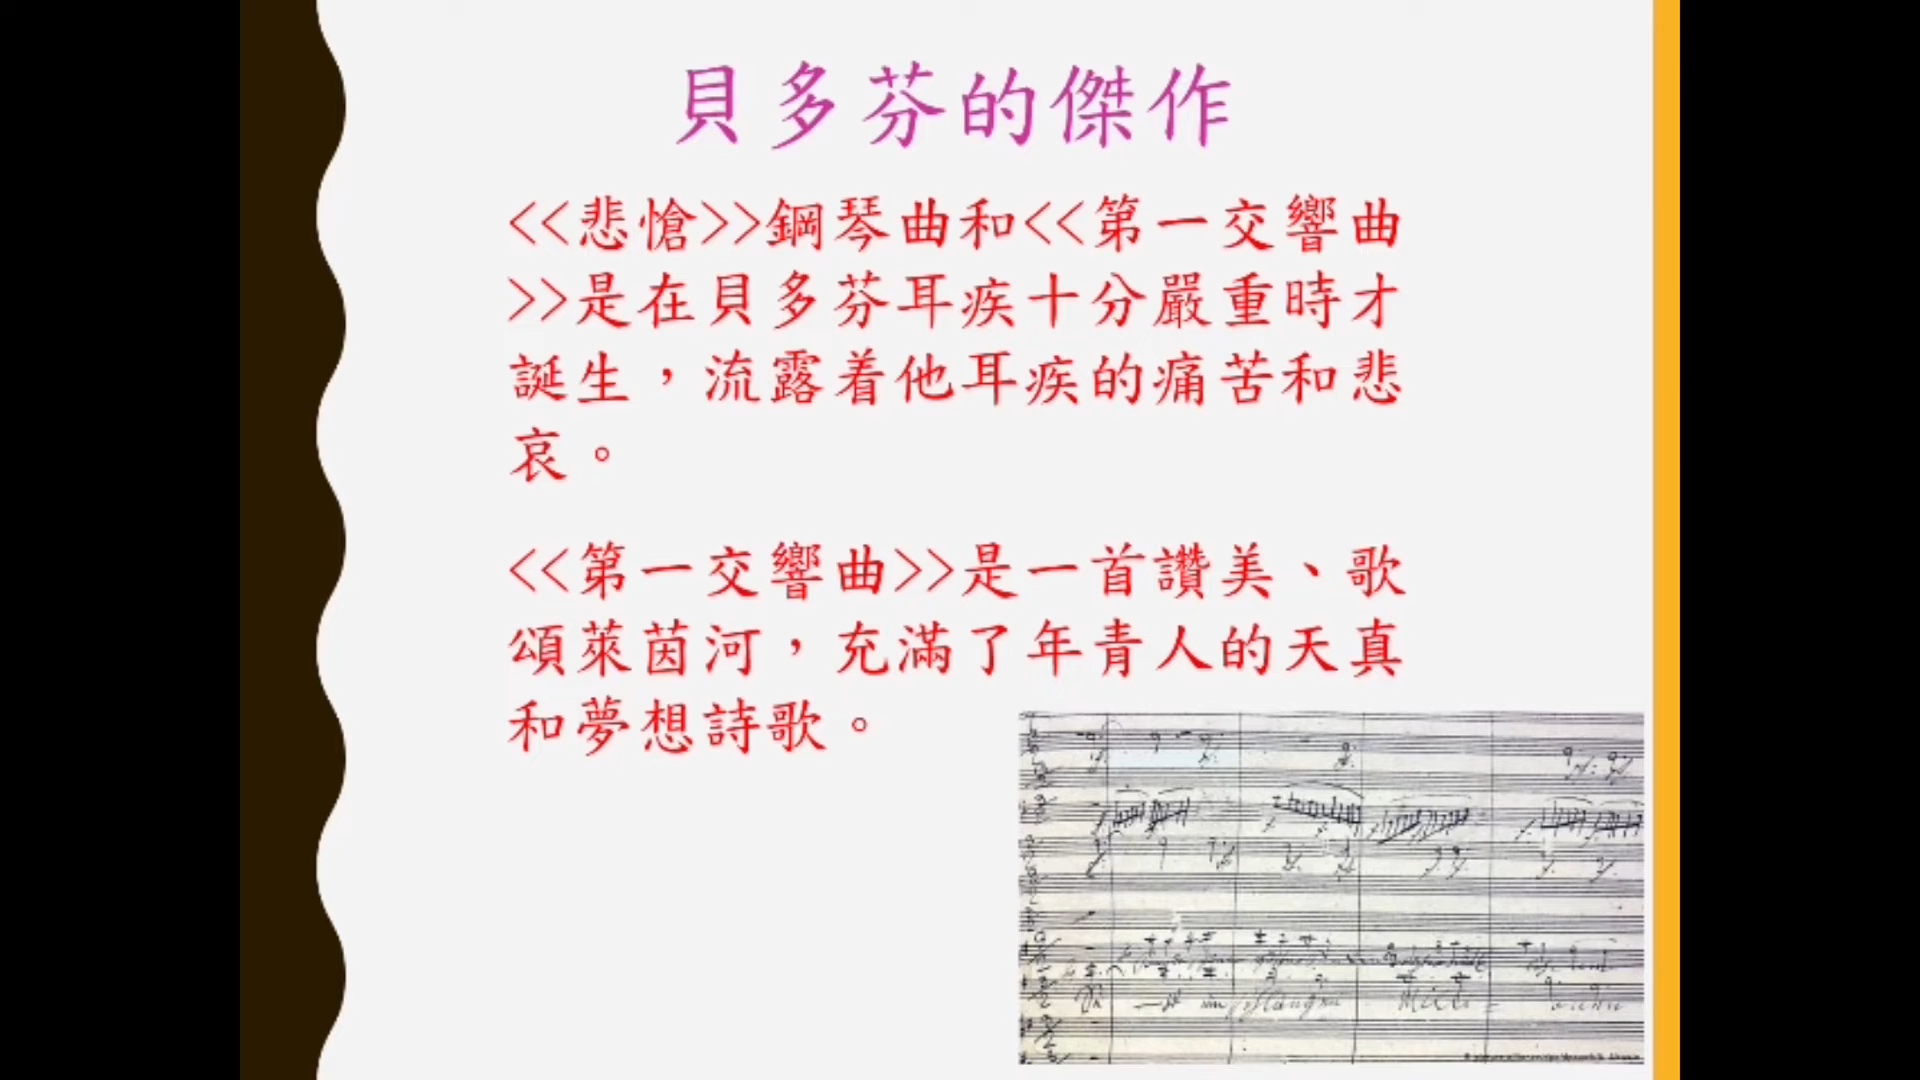 貝多芬的傑作
<<悲愴>>鋼琴曲和<<第一交響曲
>>是在貝多芬耳疾十分嚴重時才
誕生，流露着他耳疾的痛苦和悲
哀。
<<第一交響曲>>是一首讚美、歌
頌萊茵河，充滿了年青人的天真
和夢想詩歌。